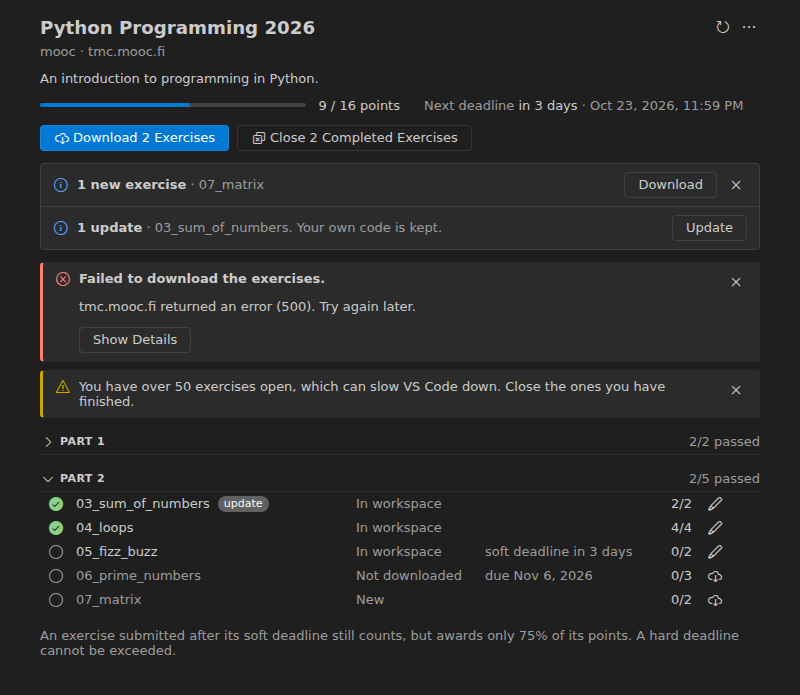 Python Programming 2026
mooc · tmc.mooc.fi
An introduction to programming in Python.
9 / 16 points Next deadline in 3 days · Oct 23, 2026, 11:59 PM
Download 2 Exercises Close 2 Completed Exercises
1 new exercise · 07_matrix Download
1 update · 03_sum_of_numbers. Your own code is kept. Update
Failed to download the exercises.
tmc.mooc.fi returned an error (500). Try again later.
Show Details
You have over 50 exercises open, which can slow VS Code down. Close the ones you have
finished.
PART 1 2/2 passed
PART 2 2/5 passed
03_sum_of_numbers update In workspace 2/2
04_loops In workspace 4/4
05_fizz_buzz In workspace soft deadline in 3 days 0/2
06_prime_numbers Not downloaded due Nov 6, 2026 0/3
07_matrix New 0/2
An exercise submitted after its soft deadline still counts, but awards only 75% of its points. A hard deadline
cannot be exceeded.